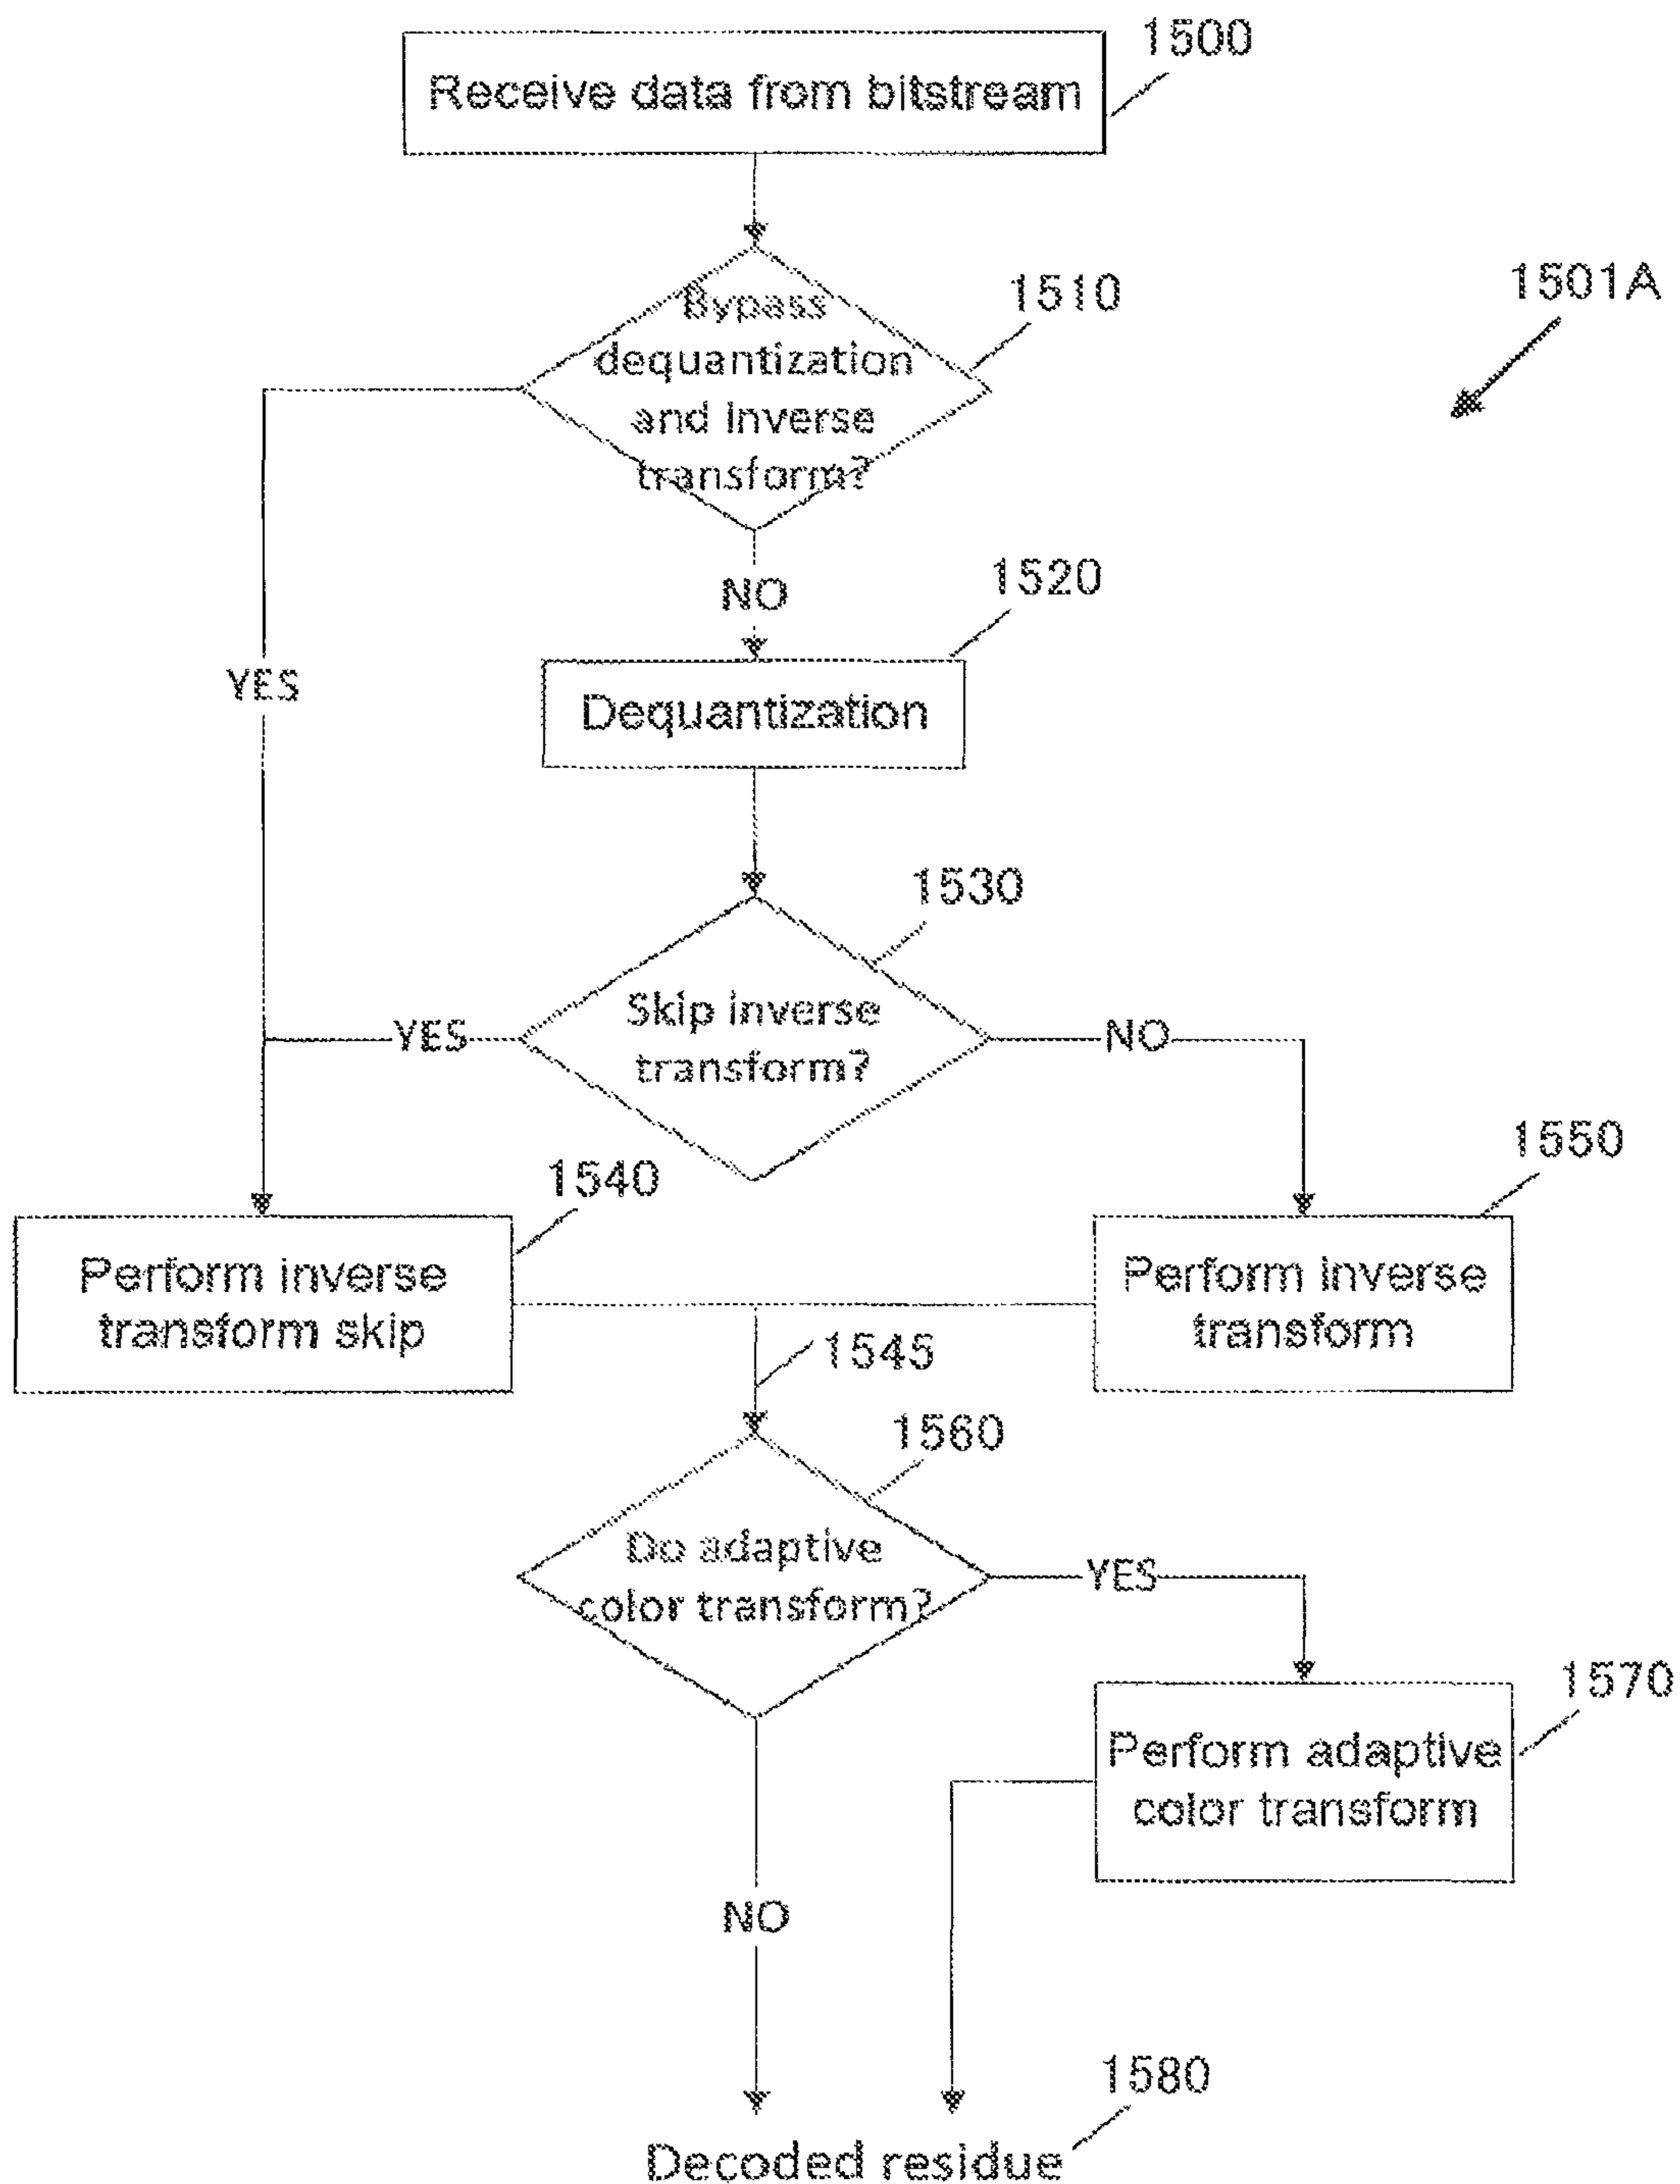 1500
Receive data from bitstream
1501A
1510
Bypass
dequantization
and inverse
transform?
NO
1520
YES
Dequantization
1530
Skip inverse
transform?
YES
NO
1550
1540
Perform inverse
transform skip
Perform inverse
transform
1545
1560
Do adaptive
color transform?
YES
1570
Perform adaptive
color transform
NO
1580
Decoded residue